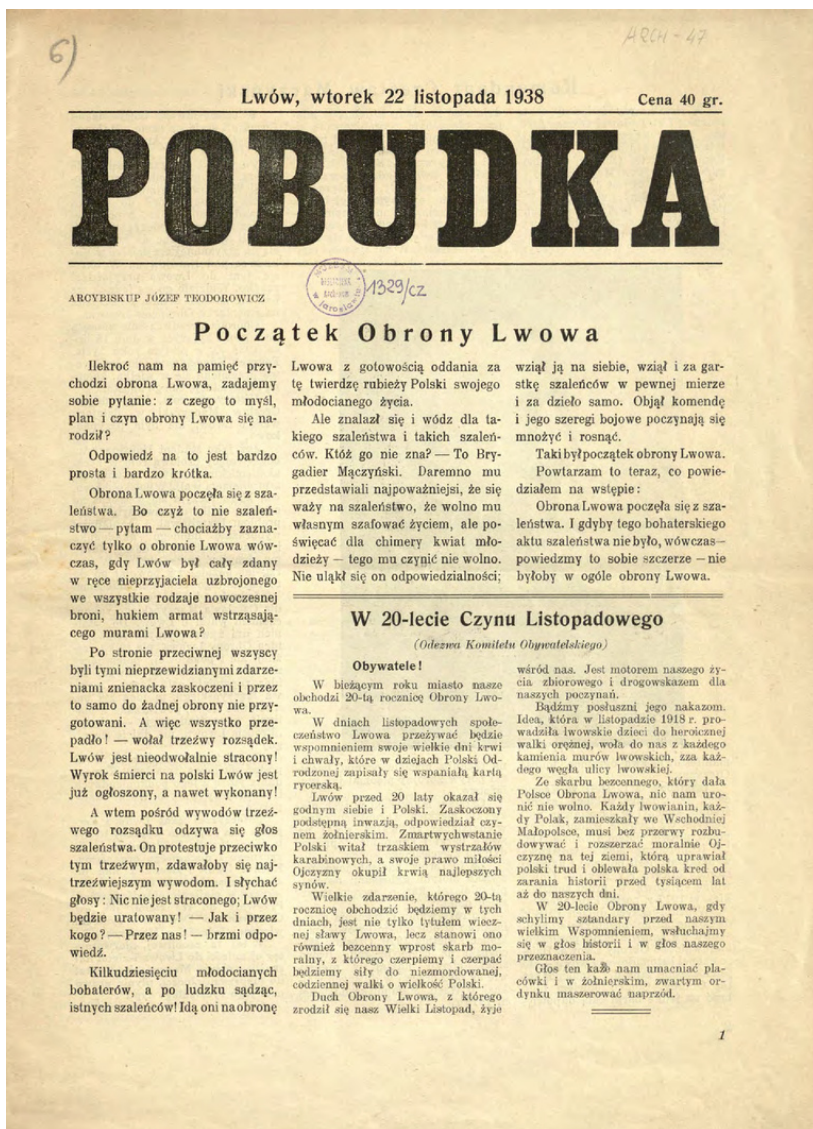 6)
ARCH - 47
Lwów, wtorek 22 listopada 1938
Cena 40 gr.
POBUDKA
1329/cz
ARCYBISKUP JÓZEF TEODOROWICZ
Początek Obrony Lwowa
Ilekroć nam na pamięć przy-
chodzi obrona Lwowa, zadajemy
sobie pytanie: z czego to myśl,
plan i czyn obrony Lwowa się na-
rodził?
Odpowiedź na to jest bardzo
prosta i bardzo krótka.
Obrona Lwowa poczęła się z sza-
leństwa. Bo czyż to nie szaleń-
stwo — pytam — chociażby zazna-
czyć tylko o obronie Lwowa wów-
czas, gdy Lwów był cały zdany
w ręce nieprzyjaciela uzbrojonego
we wszystkie rodzaje nowoczesnej
broni, hukiem armat wstrząsają-
cego murami Lwowa?
Po stronie przeciwnej wszyscy
byli tymi nieprzewidzianymi zdarze-
niami znienacka zaskoczeni i przez
to samo do żadnej obrony nie przy-
gotowani. A więc wszystko prze-
padło! — wołał trzeźwy rozsądek.
Lwów jest nieodwołalnie stracony!
Wyrok śmierci na polski Lwów jest
już ogłoszony, a nawet wykonany!
A wtem pośród wywodów trzeź-
wego rozsądku odzywa się głos
szaleństwa. On protestuje przeciwko
tym trzeźwym, zdawałoby się naj-
trzeźwiejszym wywodom. I słychać
głosy: Nic nie jest straconego; Lwów
będzie uratowany! — Jak i przez
kogo? — Przez nas! — brzmi odpo-
wiedź.
Kilkudziesięciu młodocianych
bohaterów, a po ludzku sądząc,
istnych szaleńców! Idą oni na obronę
Lwowa z gotowością oddania za
tę twierdzę rubieży Polski swojego
młodocianego życia.
Ale znalazł się i wódz dla ta-
kiego szaleństwa i takich szaleń-
ców. Któż go nie zna? — To Bry-
gadier Mączyński. Daremno mu
przedstawiali najpoważniejsi, że się
waży na szaleństwo, że wolno mu
własnym szafować życiem, ale po-
święcać dla chimery kwiat mło-
dzieży — tego mu czynić nie wolno.
Nie uląkł się on odpowiedzialności;
wziął ją na siebie, wziął i za gar-
stkę szaleńców w pewnej mierze
i za dzieło samo. Objął komendę
i jego szeregi bojowe poczynają się
mnożyć i rosnąć.
Taki był początek obrony Lwowa.
Powtarzam to teraz, co powie-
działem na wstępie:
Obrona Lwowa poczęła się z sza-
leństwa. I gdyby tego bohaterskiego
aktu szaleństwa nie było, wówczas—
powiedzmy to sobie szczerze — nie
byłoby w ogóle obrony Lwowa.
W 20-lecie Czynu Listopadowego
(Odezwa Komitetu Obywatelskiego)
Obywatele!
W bieżącym roku miasto nasze
obchodzi 20-tą rocznicę Obrony Lwo-
wa.
W dniach listopadowych społe-
czeństwo Lwowa przeżywać będzie
wspomnieniem swoje wielkie dni krwi
i chwały, które w dziejach Polski Od-
rodzonej zapisały się wspaniałą kartą
rycerską.
Lwów przed 20 laty okazał się
godnym siebie i Polski. Zaskoczony
podstępną inwazją, odpowiedział czy-
nem żołnierskim. Zmartwychwstanie
Polski witał trzaskiem wystrzałów
karabinowych, a swoje prawo miłości
Ojczyzny okupił krwią najlepszych
synów.
Wielkie zdarzenie, którego 20-tą
rocznicę obchodzić będziemy w tych
dniach, jest nie tylko tytułem wiecz-
nej sławy Lwowa, lecz stanowi ono
również bezcenny wprost skarb mo-
ralny, z którego czerpiemy i czerpać
będziemy siły do niezmordowanej,
codziennej walki o wielkość Polski.
Duch Obrony Lwowa, z którego
zrodził się nasz Wielki Listopad, żyje
wśród nas. Jest motorem naszego ży-
cia zbiorowego i drogowskazem dla
naszych poczynań.
Bądźmy posłuszni jego nakazom.
Idea, która w listopadzie 1918 r. pro-
wadziła lwowskie dzieci do heroicznej
walki orężnej, woła do nas z każdego
kamienia murów lwowskich, zza każ-
dego węgła ulicy lwowskiej.
Ze skarbu bezcennego, który dała
Polsce Obrona Lwowa, nic nam uro-
nić nie wolno. Każdy lwowianin, każ-
dy Polak, zamieszkały we Wschodniej
Małopolsce, musi bez przerwy rozbu-
dowywać i rozszerzać moralnie Oj-
czyznę na tej ziemi, którą uprawiał
polski trud i oblewała polska krew od
zarania historii przed tysiącem lat
aż do naszych dni.
W 20-lecie Obrony Lwowa, gdy
schylimy sztandary przed naszym
wielkim Wspomnieniem, wsłuchajmy
się w głos historii i w głos naszego
przeznaczenia.
Głos ten każe nam umacniać pla-
cówki i w żołnierskim, zwartym or-
dynku maszerować naprzód.
1